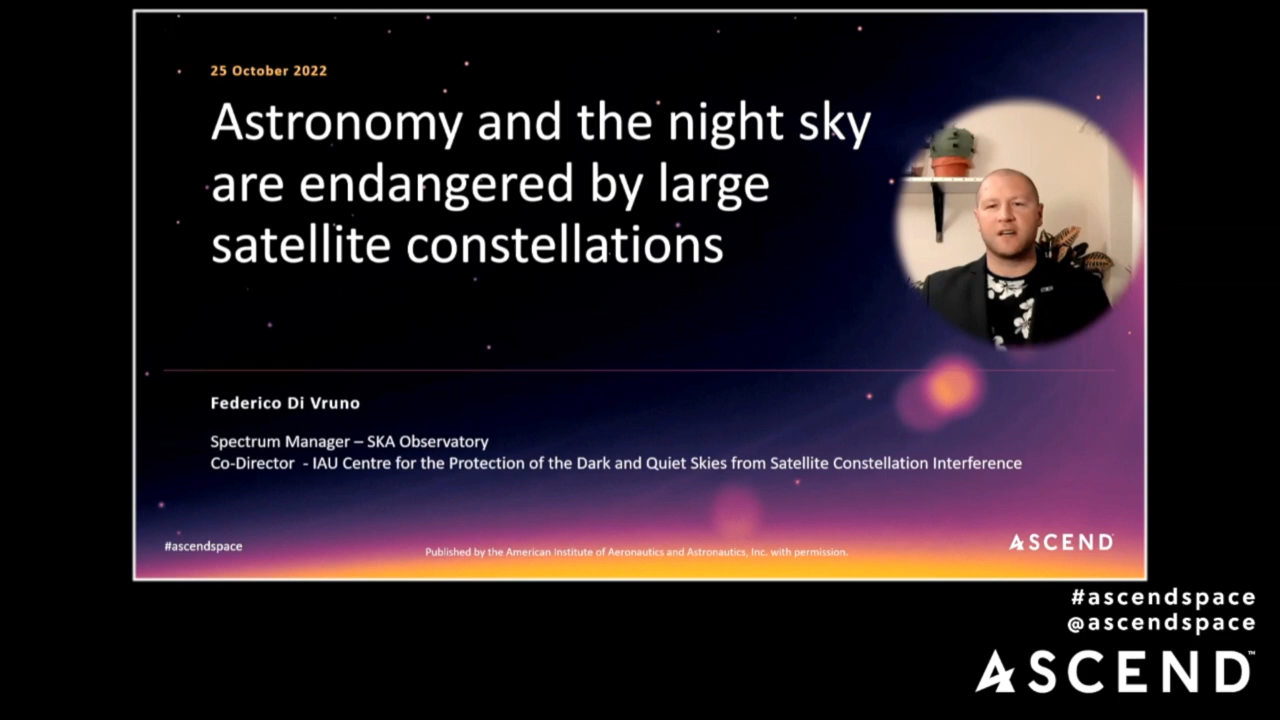 25 October 2022
Astronomy and the night sky
are endangered by large
satellite constellations
Federico Di Vruno
Spectrum Manager – SKA Observatory
Co-Director - IAU Centre for the Protection of the Dark and Quiet Skies from Satellite Constellation Interference
#ascendspace
Published by the American Institute of Aeronautics and Astronautics, Inc. with permission.
ASCEND
#ascendspace
@ascendspace
ASCEND™